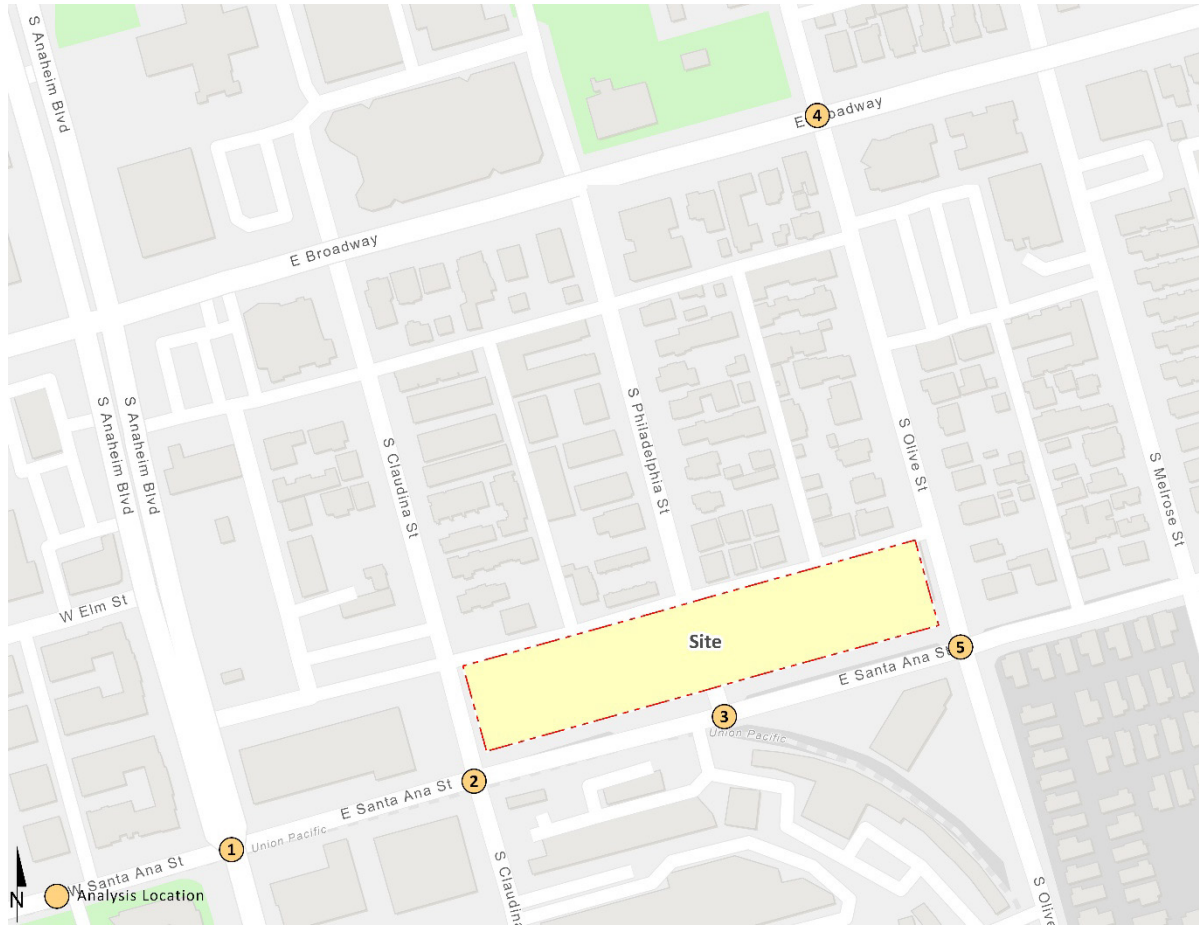 S Anaheim Blvd
4
E Broadway
E Broadway
S Anaheim Blvd
S Anaheim Blvd
S Claudina St
S Philadelphia St
S Olive St
S Melrose St
W Elm St
Site
5
E Santa Ana St
3
Union Pacific
2
E Santa Ana St
1
Union Pacific
W Santa Ana St
S Claudina
S Olive
N
Analysis Location